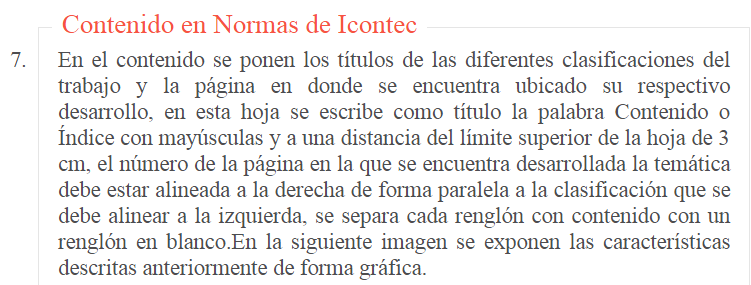 Contenido en Normas de Icontec
7. En el contenido se ponen los títulos de las diferentes clasificaciones del
trabajo y la página en donde se encuentra ubicado su respectivo
desarrollo, en esta hoja se escribe como título la palabra Contenido o
Índice con mayúsculas y a una distancia del límite superior de la hoja de 3
cm, el número de la página en la que se encuentra desarrollada la temática
debe estar alineada a la derecha de forma paralela a la clasificación que se
debe alinear a la izquierda, se separa cada renglón con contenido con un
renglón en blanco.En la siguiente imagen se exponen las características
descritas anteriormente de forma gráfica.